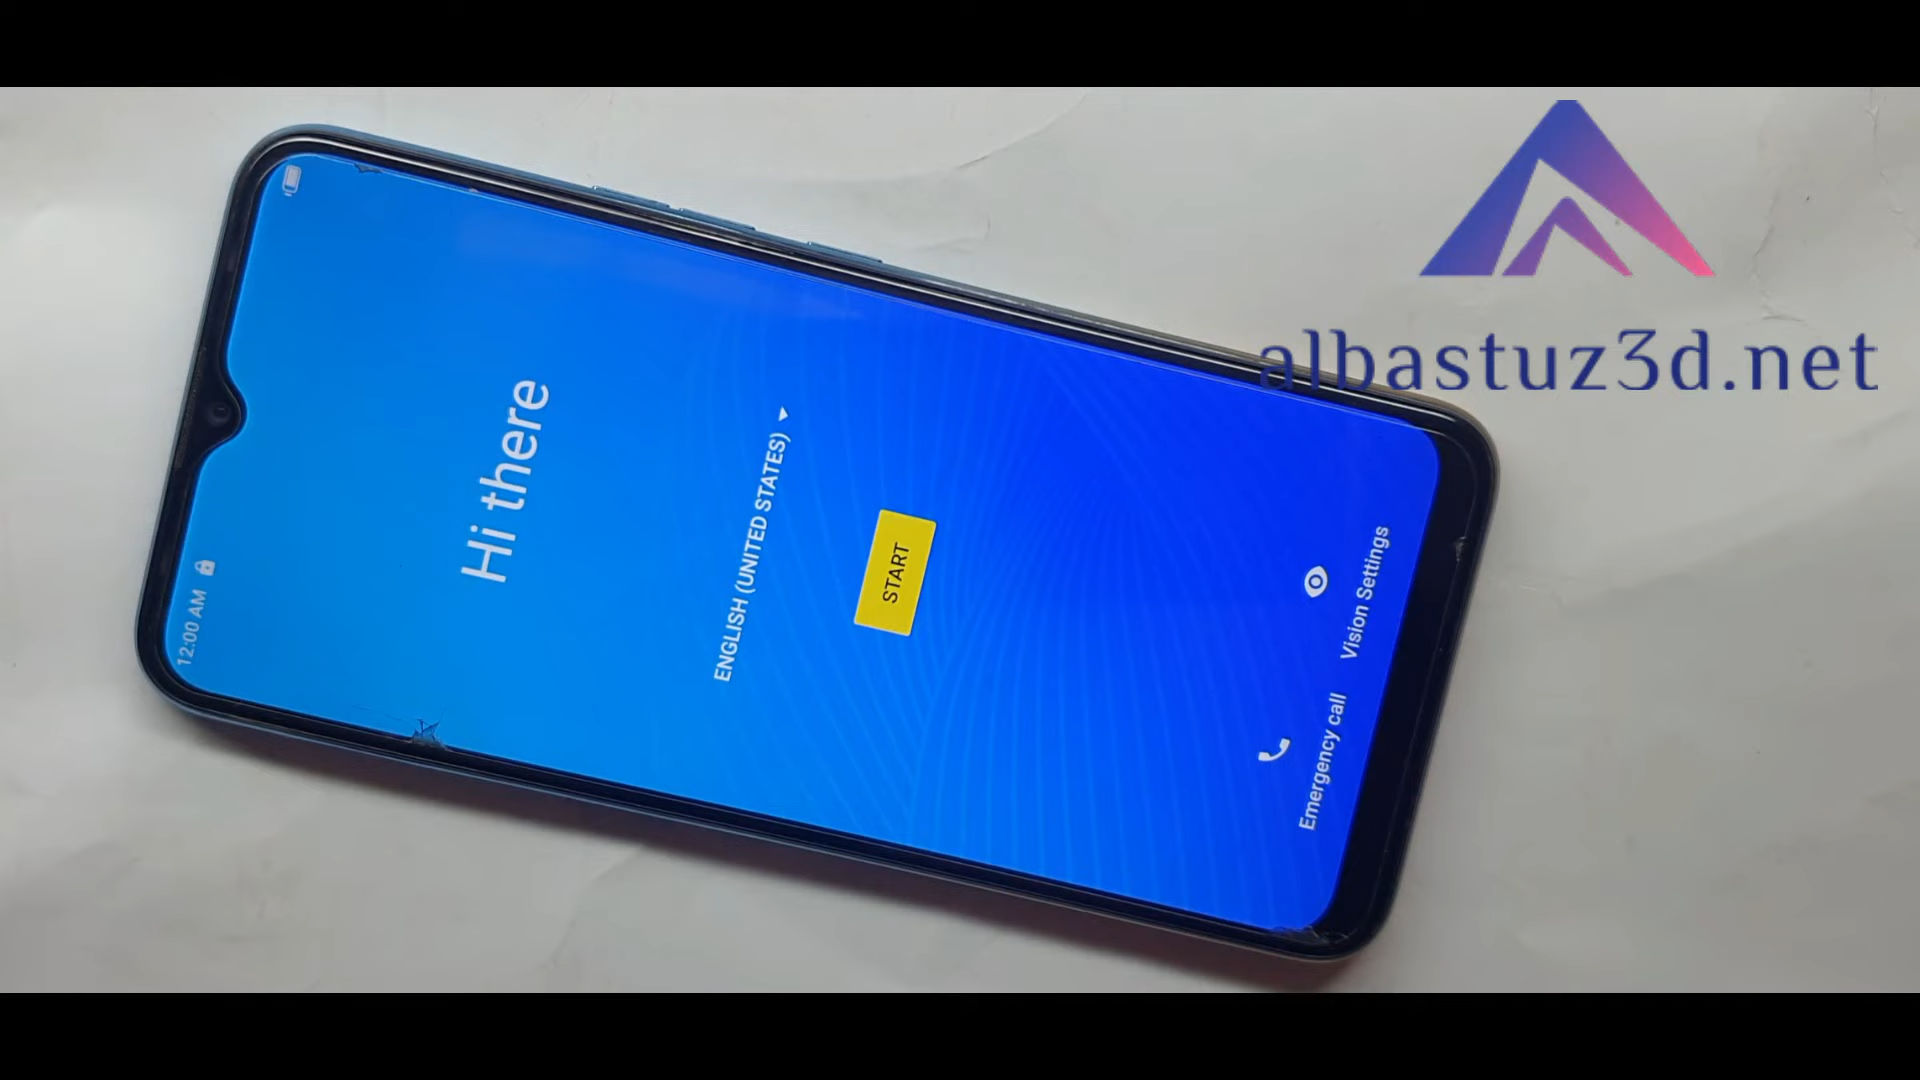 albastuz3d.net
12:00 AM
Hi there
ENGLISH (UNITED STATES)
START
Emergency call
Vision Settings